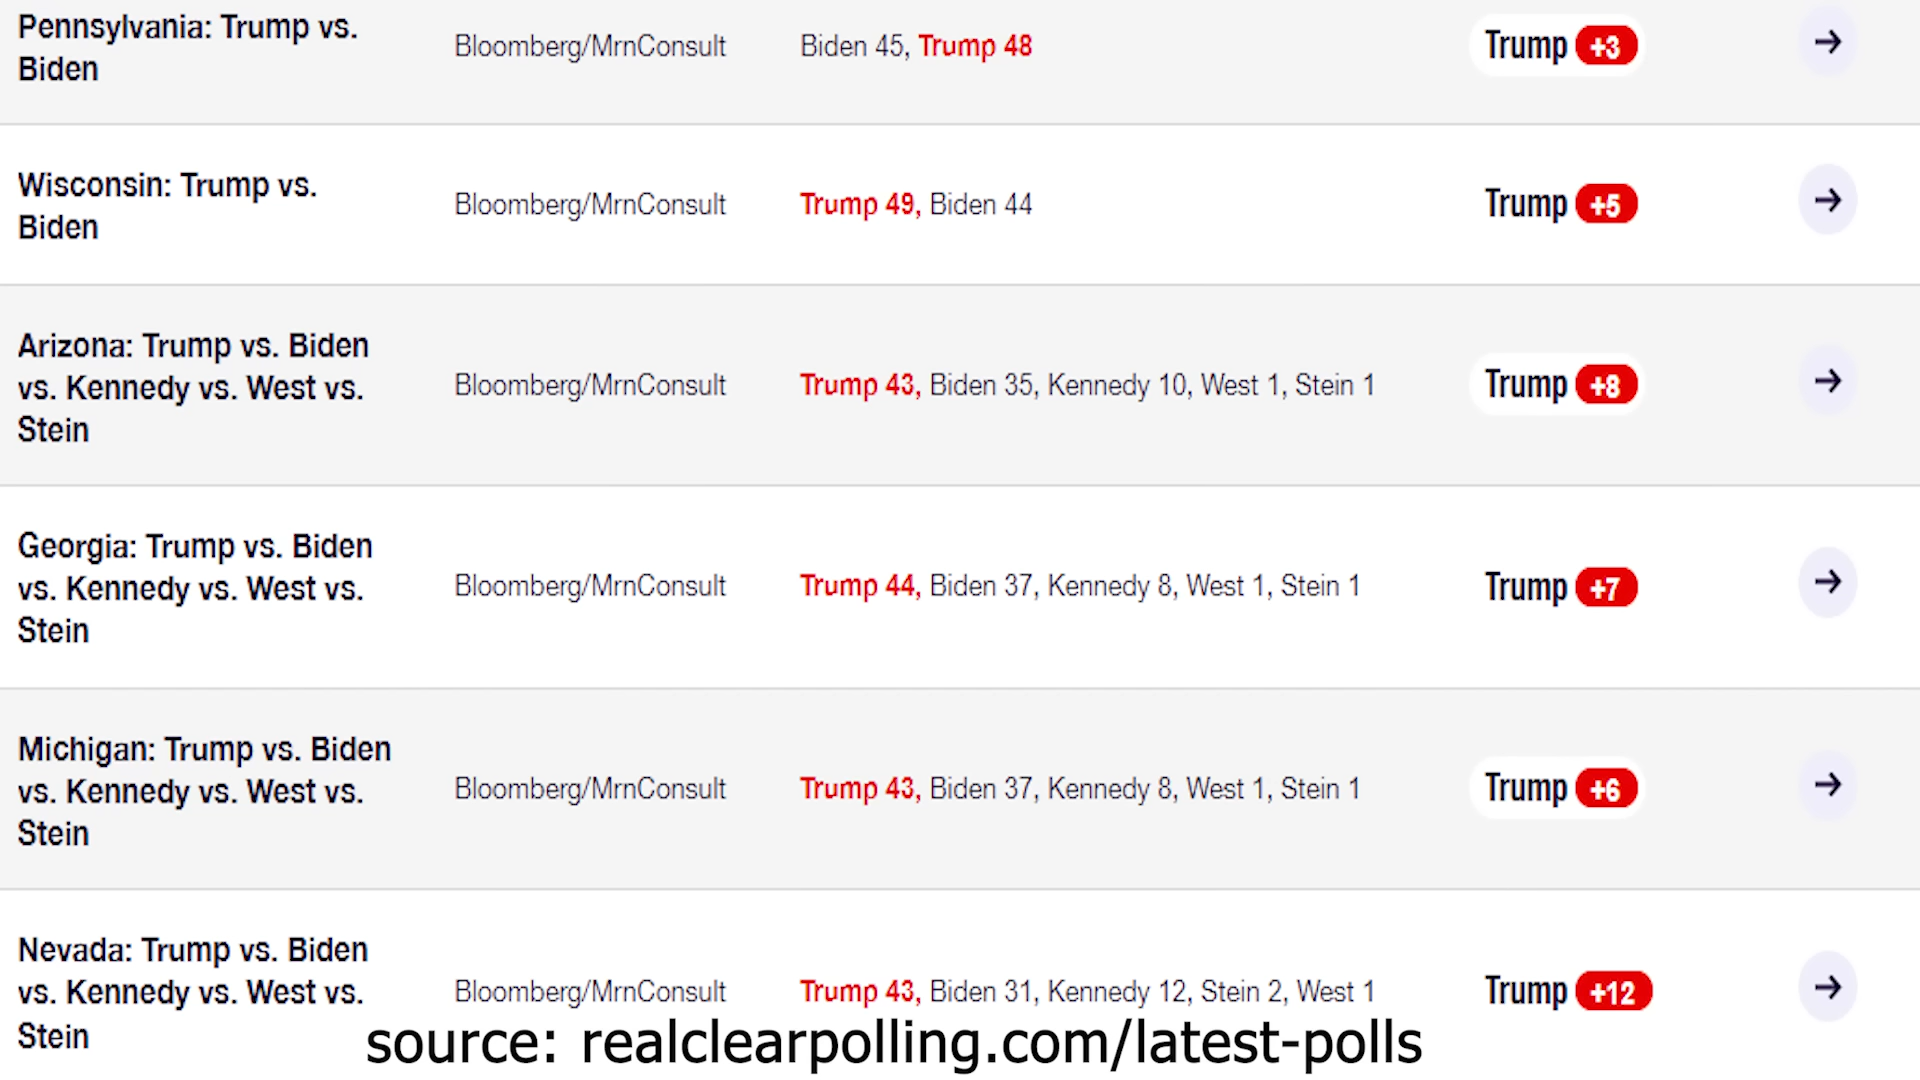 Pennsylvania: Trump vs.
Biden
Bloomberg/MrnConsult
Biden 45, Trump 48
Trump +3
Wisconsin: Trump vs.
Biden
Bloomberg/MrnConsult
Trump 49, Biden 44
Trump +5
Arizona: Trump vs. Biden
vs. Kennedy vs. West vs.
Stein
Bloomberg/MrnConsult
Trump 43, Biden 35, Kennedy 10, West 1, Stein 1
Trump +8
Georgia: Trump vs. Biden
vs. Kennedy vs. West vs.
Stein
Bloomberg/MrnConsult
Trump 44, Biden 37, Kennedy 8, West 1, Stein 1
Trump +7
Michigan: Trump vs. Biden
vs. Kennedy vs. West vs.
Stein
Bloomberg/MrnConsult
Trump 43, Biden 37, Kennedy 8, West 1, Stein 1
Trump +6
Nevada: Trump vs. Biden
vs. Kennedy vs. West vs.
Stein
Bloomberg/MrnConsult
Trump 43, Biden 31, Kennedy 12, Stein 2, West 1
Trump +12
source: realclearpolling.com/latest-polls